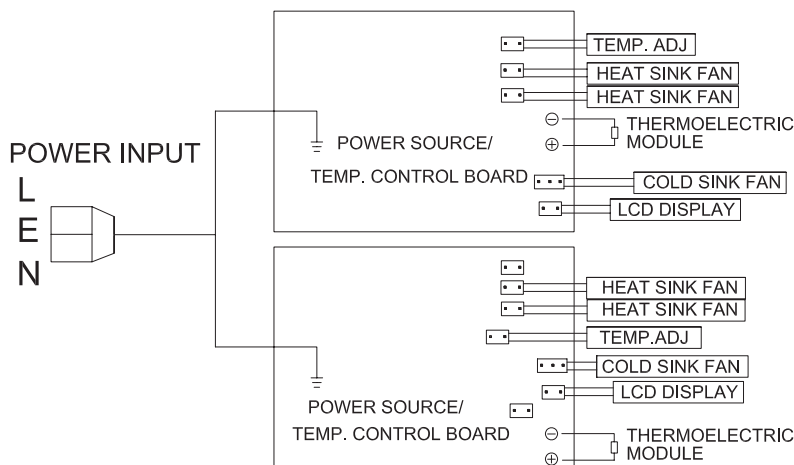 TEMP. ADJ
HEAT SINK FAN
HEAT SINK FAN
THERMOELECTRIC
MODULE
POWER SOURCE/
TEMP. CONTROL BOARD
COLD SINK FAN
LCD DISPLAY
POWER INPUT
L
E
N
HEAT SINK FAN
HEAT SINK FAN
TEMP.ADJ
COLD SINK FAN
LCD DISPLAY
POWER SOURCE/
TEMP. CONTROL BOARD
THERMOELECTRIC
MODULE